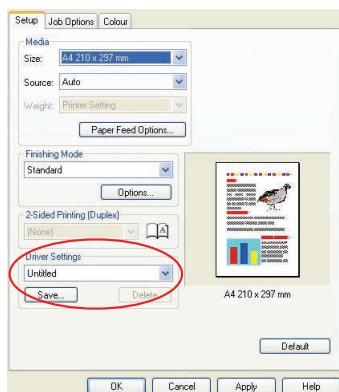 Setup Job Options Colour
Media
Size: A4 210 x 297 mm
Source: Auto
Weight: Printer Setting
Paper Feed Options...
Finishing Mode
Standard
Options...
2-Sided Printing (Duplex)
(None)
A
Driver Settings
Untitled
Save... Delete
A4 210 x 297 mm
Default
OK Cancel Apply Help